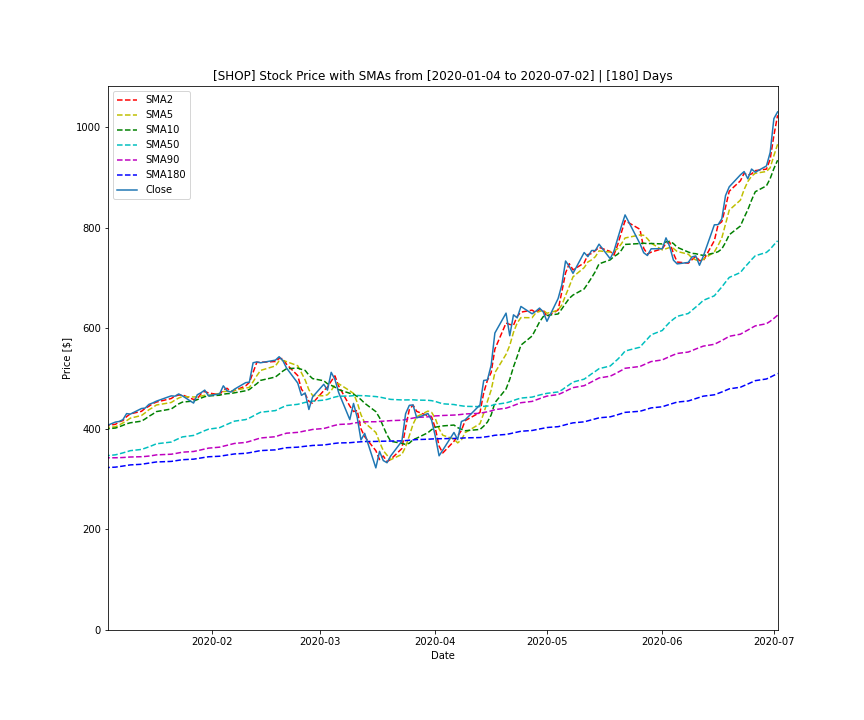 [SHOP] Stock Price with SMAs from [2020-01-04 to 2020-07-02] | [180] Days
SMA2
SMA5
SMA10
SMA50
SMA90
SMA180
Close
1000
800
600
400
200
0
Price [$]
2020-02
2020-03
2020-04
2020-05
2020-06
2020-07
Date